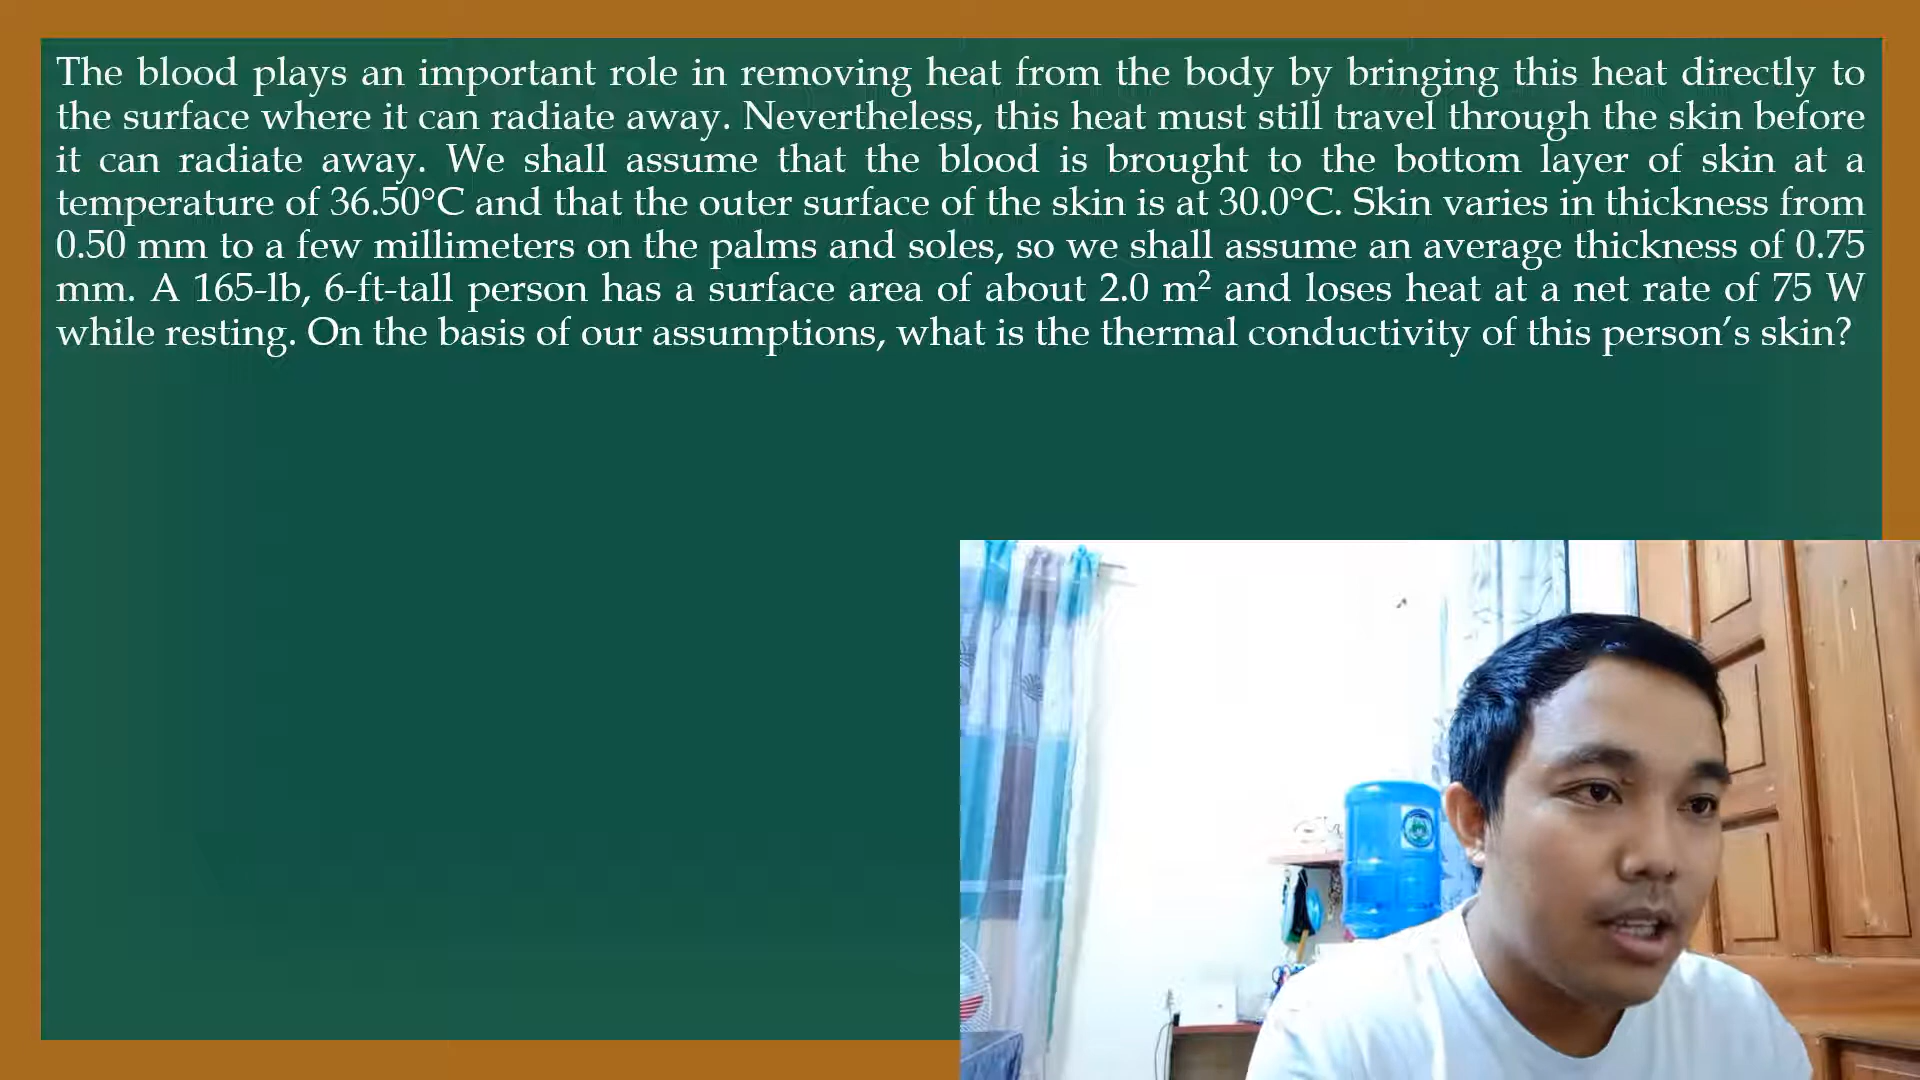 The blood plays an important role in removing heat from the body by bringing this heat directly to
the surface where it can radiate away. Nevertheless, this heat must still travel through the skin before
it can radiate away. We shall assume that the blood is brought to the bottom layer of skin at a
temperature of 36.50°C and that the outer surface of the skin is at 30.0°C. Skin varies in thickness from
0.50 mm to a few millimeters on the palms and soles, so we shall assume an average thickness of 0.75
mm. A 165-lb, 6-ft-tall person has a surface area of about 2.0 m² and loses heat at a net rate of 75 W
while resting. On the basis of our assumptions, what is the thermal conductivity of this person’s skin?